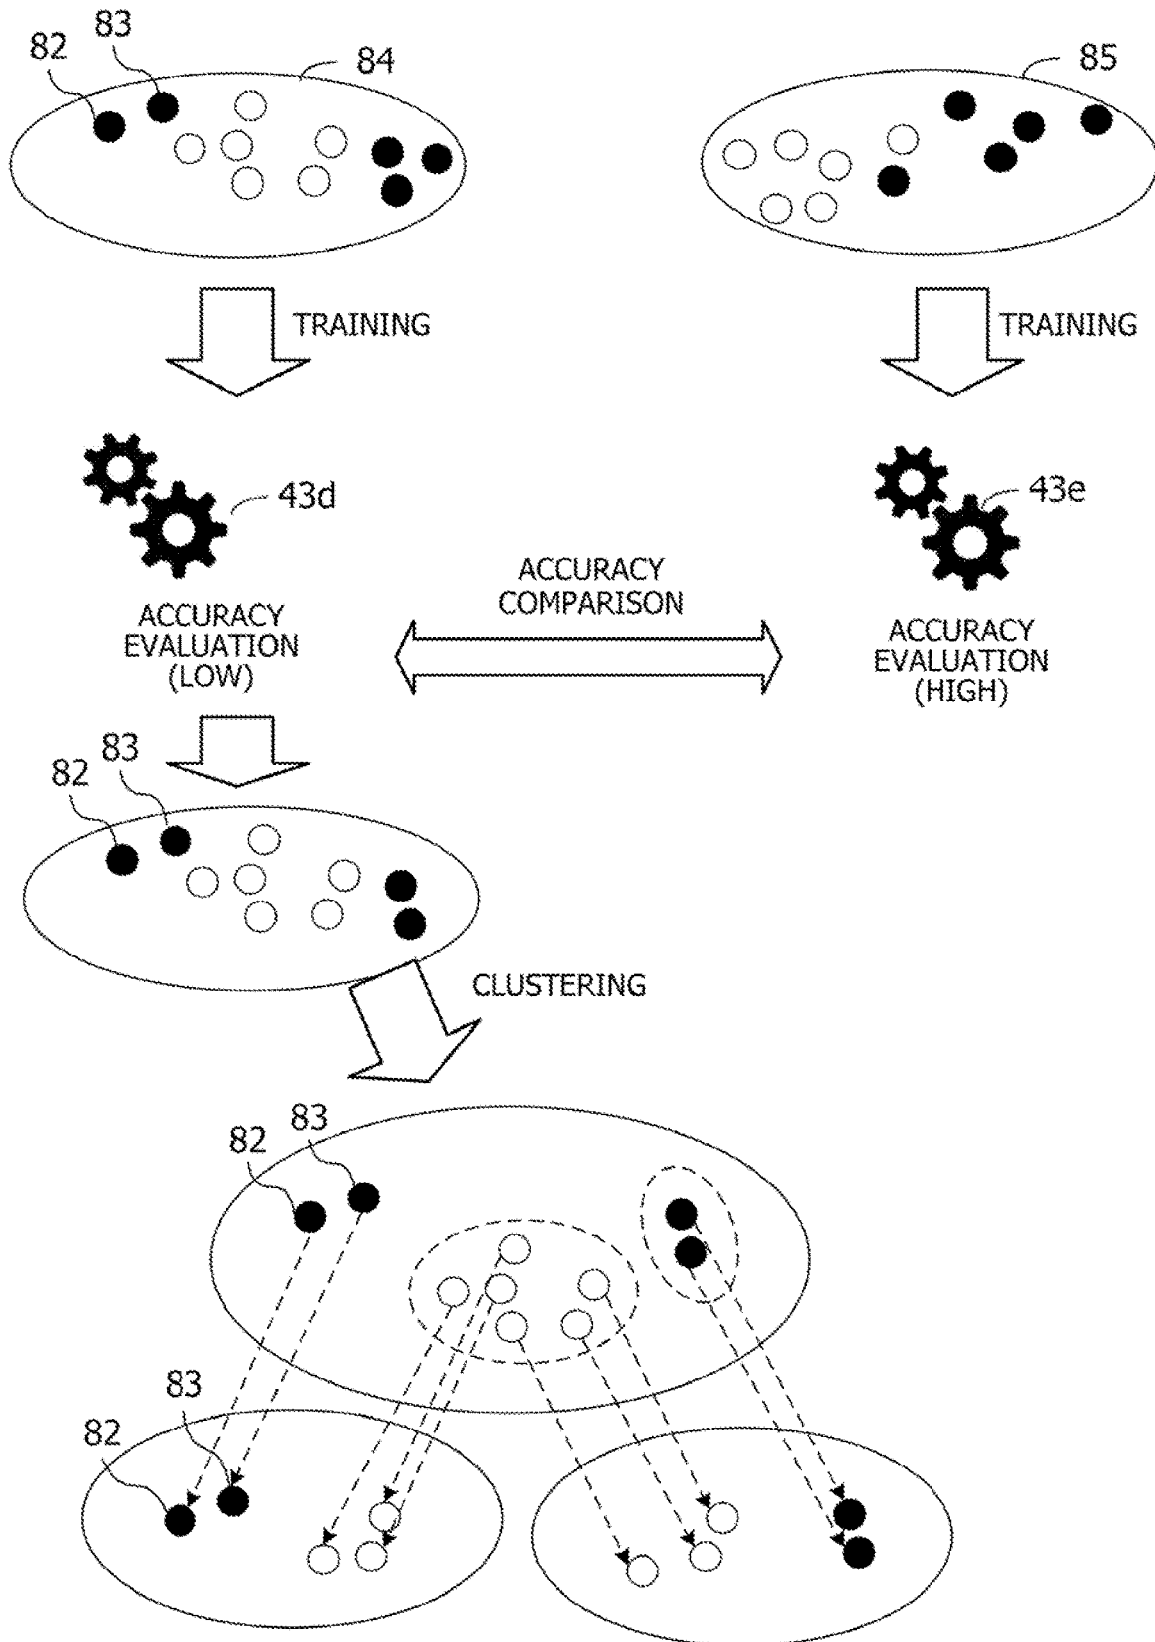 82
83
84
85
TRAINING
TRAINING
43d
43e
ACCURACY
COMPARISON
ACCURACY
EVALUATION
(LOW)
ACCURACY
EVALUATION
(HIGH)
82
83
CLUSTERING
82
83
82
83